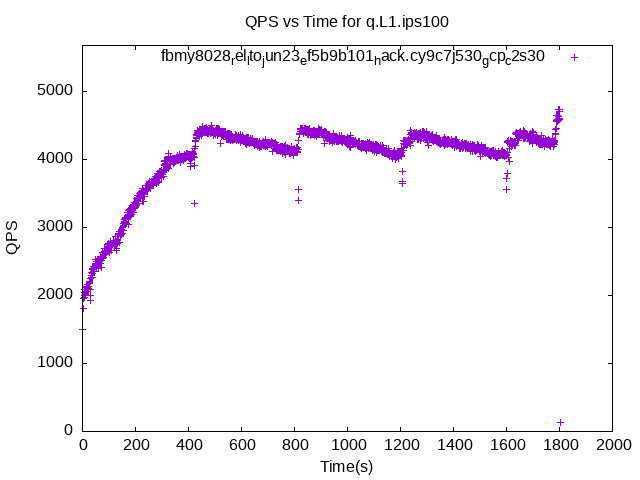 QPS vs Time for q.L1.ips100
fbmy8028relltojun23ef5b9b101hack.cy9c7j530gcpc2s30
5000
4000
3000
2000
1000
0
QPS
0 200 400 600 800 1000 1200 1400 1600 1800 2000
Time(s)